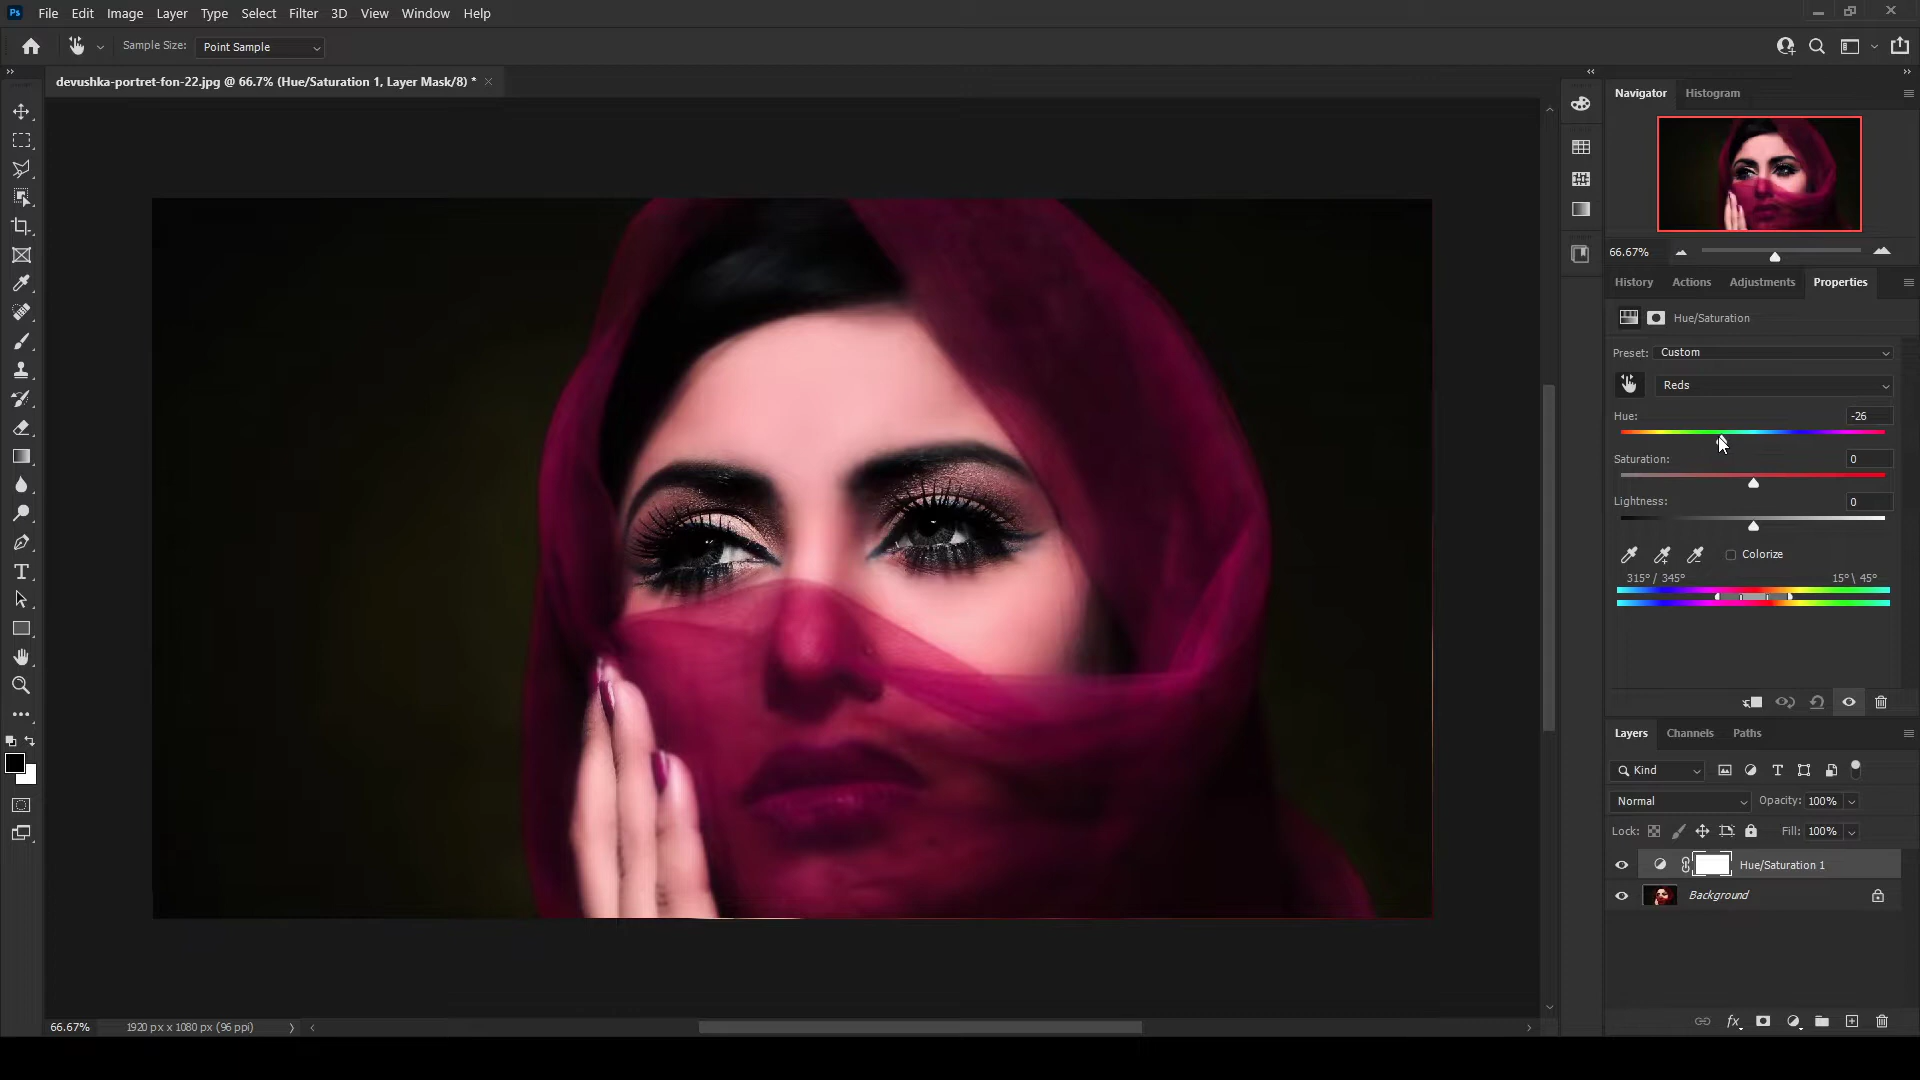 Ps File Edit Image Layer Type Select Filter 3D View Window Help
Sample Size: Point Sample
devushka-portret-fon-22.jpg @ 66.7% (Hue/Saturation 1, Layer Mask/8) *
Navigator Histogram
66.67%
History Actions Adjustments Properties
Hue/Saturation
Preset: Custom
Reds
Hue: -26
Saturation: 0
Lightness: 0
Colorize
315° / 345° 15° \ 45°
Layers Channels Paths
Kind
Normal Opacity: 100%
Lock: Fill: 100%
Hue/Saturation 1
Background
66.67% 1920 px x 1080 px (96 ppi)